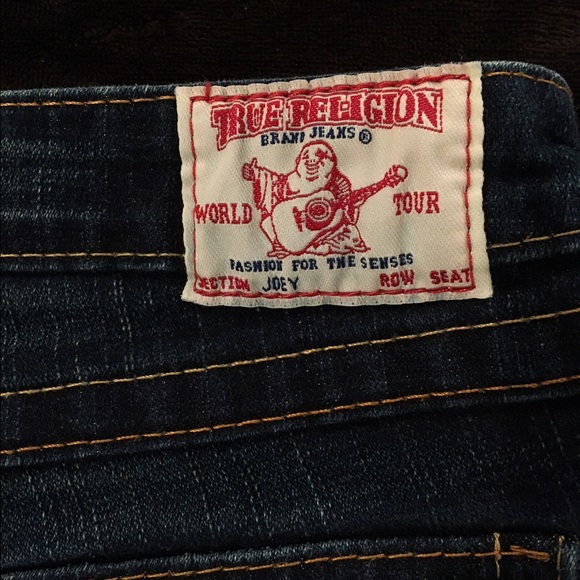 TRUE RELIGION
BRAND JEANS ®
WORLD TOUR
FASHION FOR THE SENSES
SECTION JOEY ROW SEAT